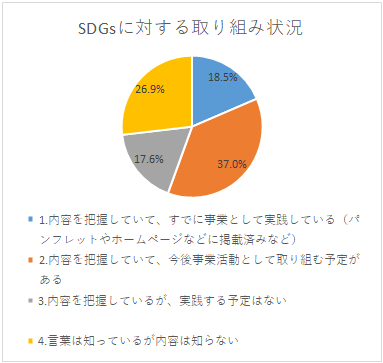 SDGsに対する取り組み状況
18.5%
26.9%
17.6%
37.0%
1.内容を把握していて、すでに事業として実践している（パ
ンフレットやホームページなどに掲載済みなど）
2.内容を把握していて、今後事業活動として取り組む予定が
ある
3.内容を把握しているが、実践する予定はない
4.言葉は知っているが内容は知らない